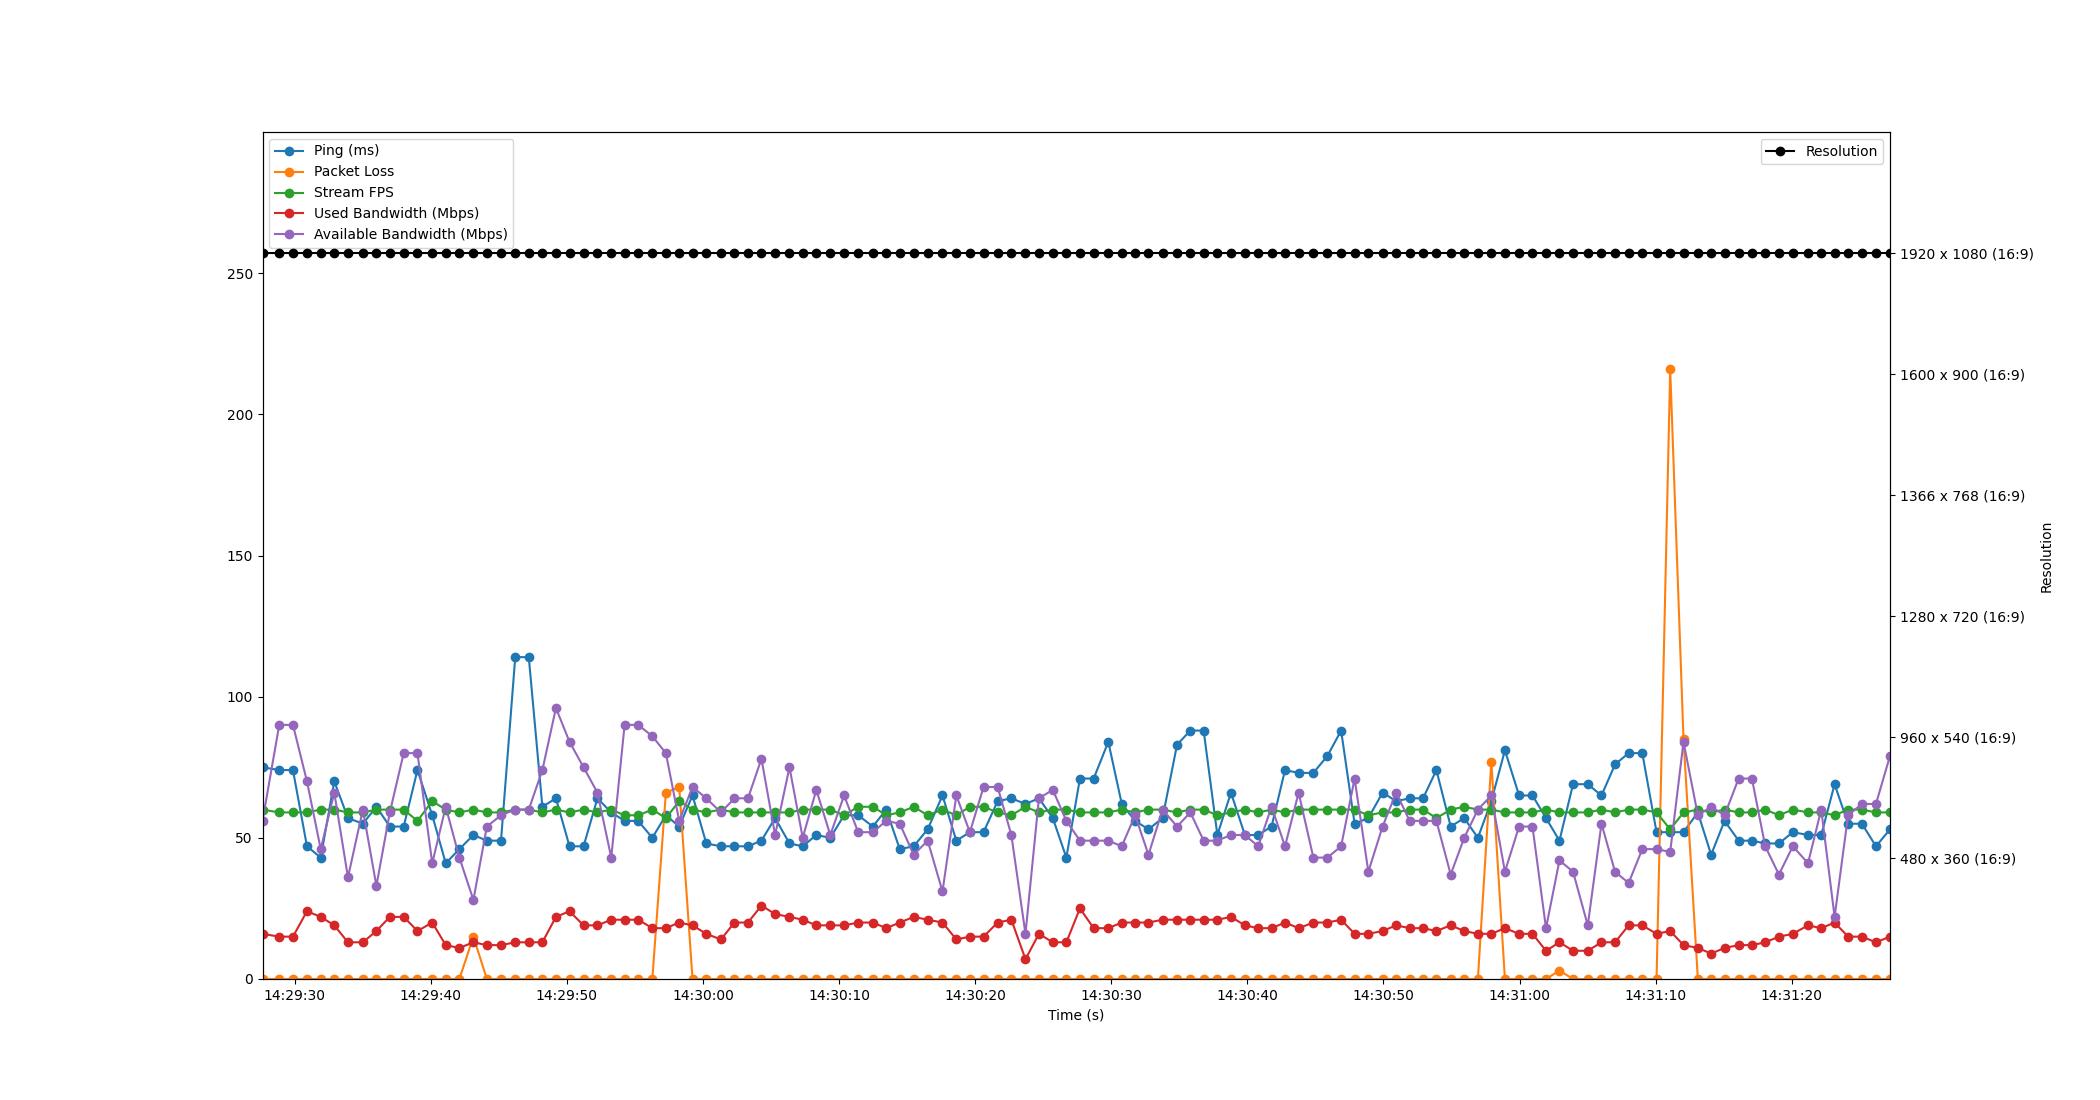 Ping (ms)
Packet Loss
Stream FPS
Used Bandwidth (Mbps)
Available Bandwidth (Mbps)
Resolution
250
200
150
100
50
0
1920 x 1080 (16:9)
1600 x 900 (16:9)
1366 x 768 (16:9)
1280 x 720 (16:9)
960 x 540 (16:9)
480 x 360 (16:9)
Resolution
14:29:30 14:29:40 14:29:50 14:30:00 14:30:10 14:30:20 14:30:30 14:30:40 14:30:50 14:31:00 14:31:10 14:31:20
Time (s)